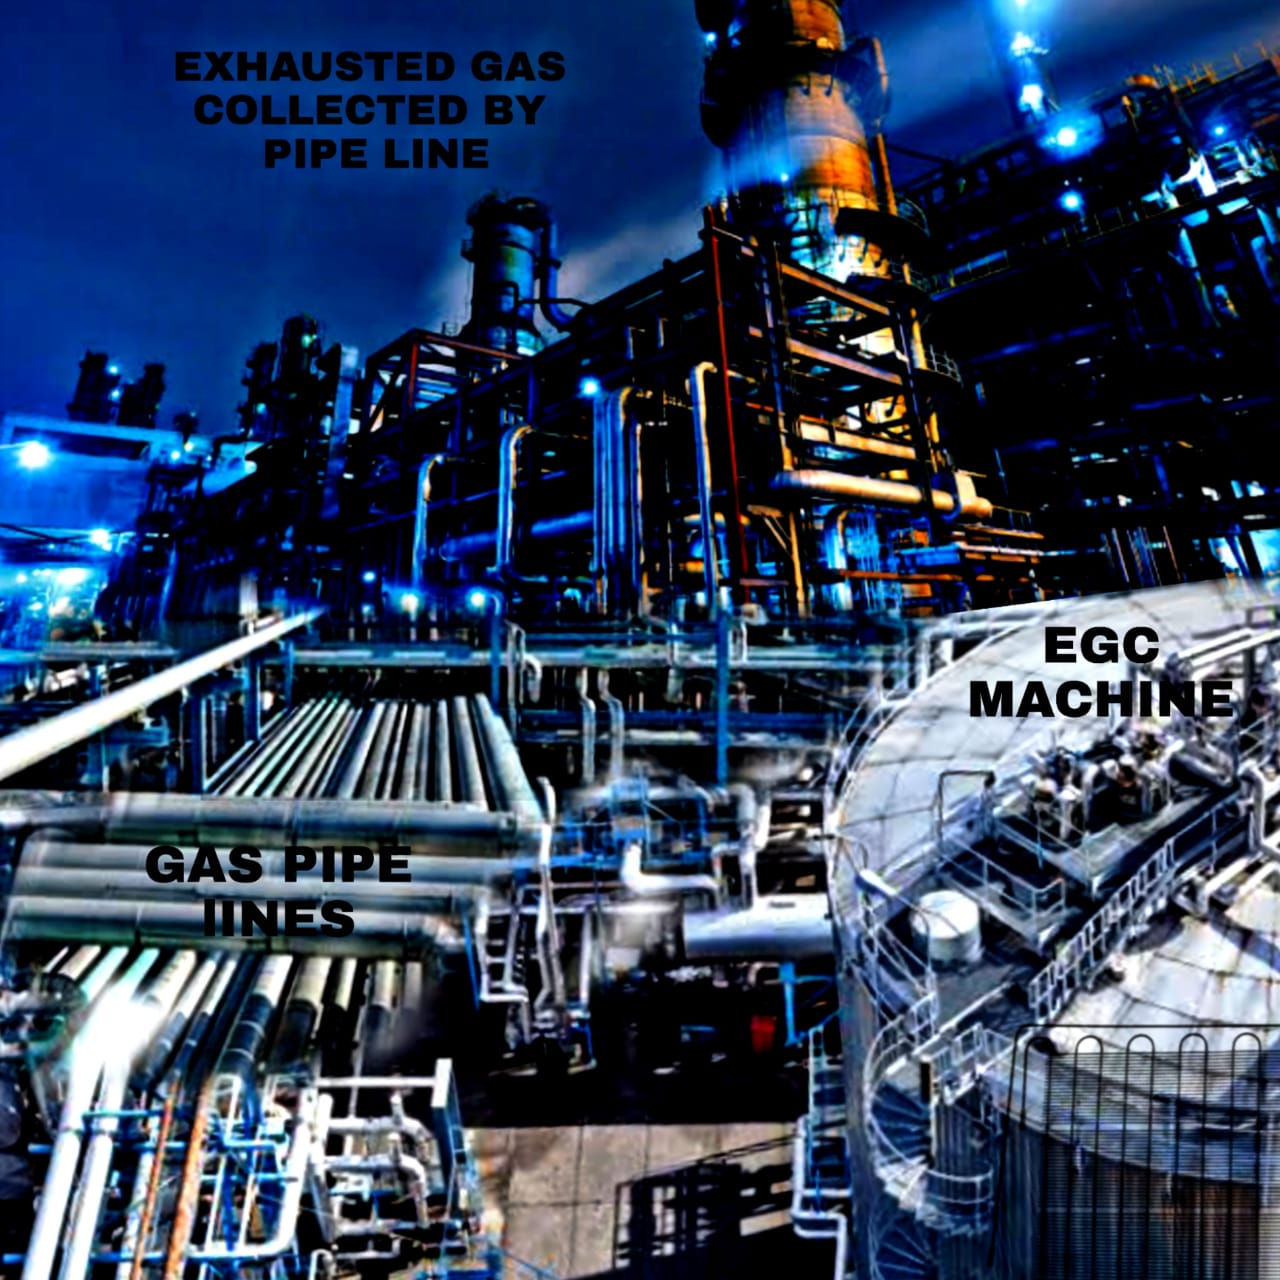 EXHAUSTED GAS
COLLECTED BY
PIPE LINE
EGC
MACHINE
GAS PIPE
lINES